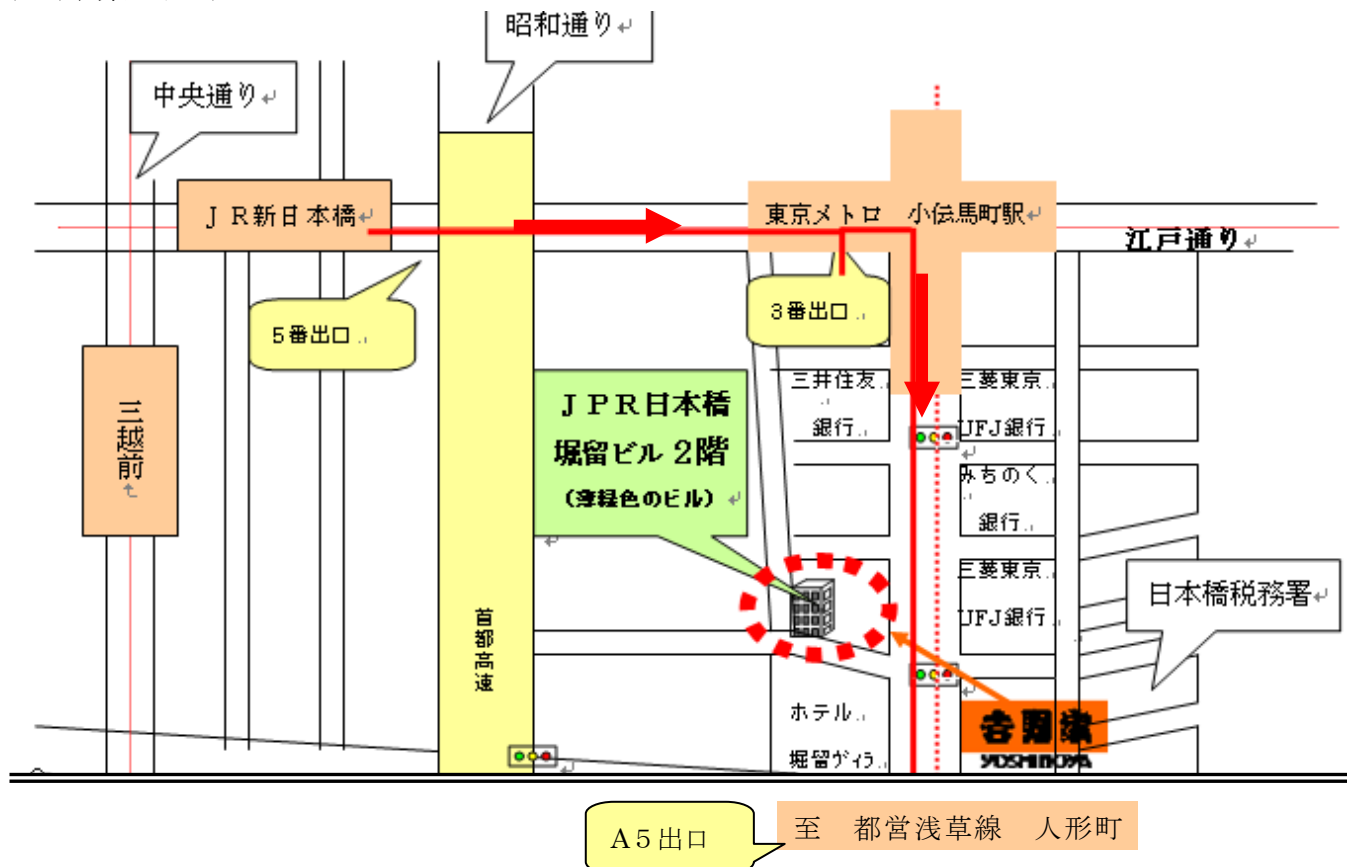 昭和通り
中央通り
JR新日本橋
東京メトロ 小伝馬町駅
江戸通り
5番出口
3番出口
三越前
JPR日本橋
堀留ビル 2階
(薄緑色のビル)
三井住友
銀行
三菱東京
UFJ銀行
みちのく
銀行
三菱東京
UFJ銀行
日本橋税務署
首都高速
ホテル
堀留ヴィラ
吉野家
YOSHINOYA
A5出口
至 都営浅草線 人形町